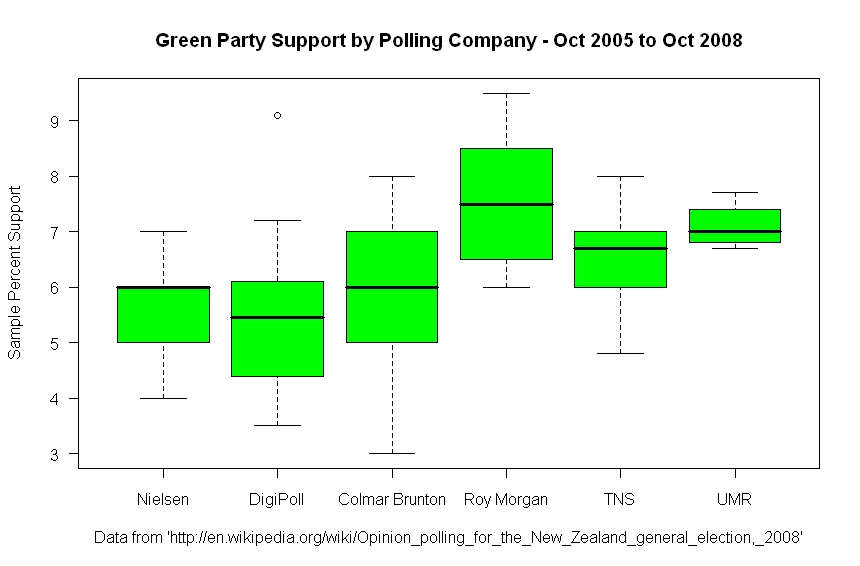 Green Party Support by Polling Company - Oct 2005 to Oct 2008
Sample Percent Support
9
8
7
6
5
4
3
Nielsen DigiPoll Colmar Brunton Roy Morgan TNS UMR
Data from 'http://en.wikipedia.org/wiki/Opinion_polling_for_the_New_Zealand_general_election,_2008'